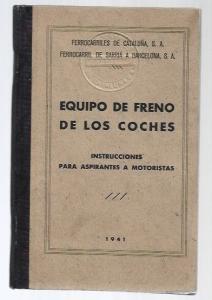 FERROCARRILES DE CATALUÑA, S. A.
FERROCARRIL DE SARRIÁ A BARCELONA, S. A.
EQUIPO DE FRENO
DE LOS COCHES
INSTRUCCIONES
PARA ASPIRANTES A MOTORISTAS
1941